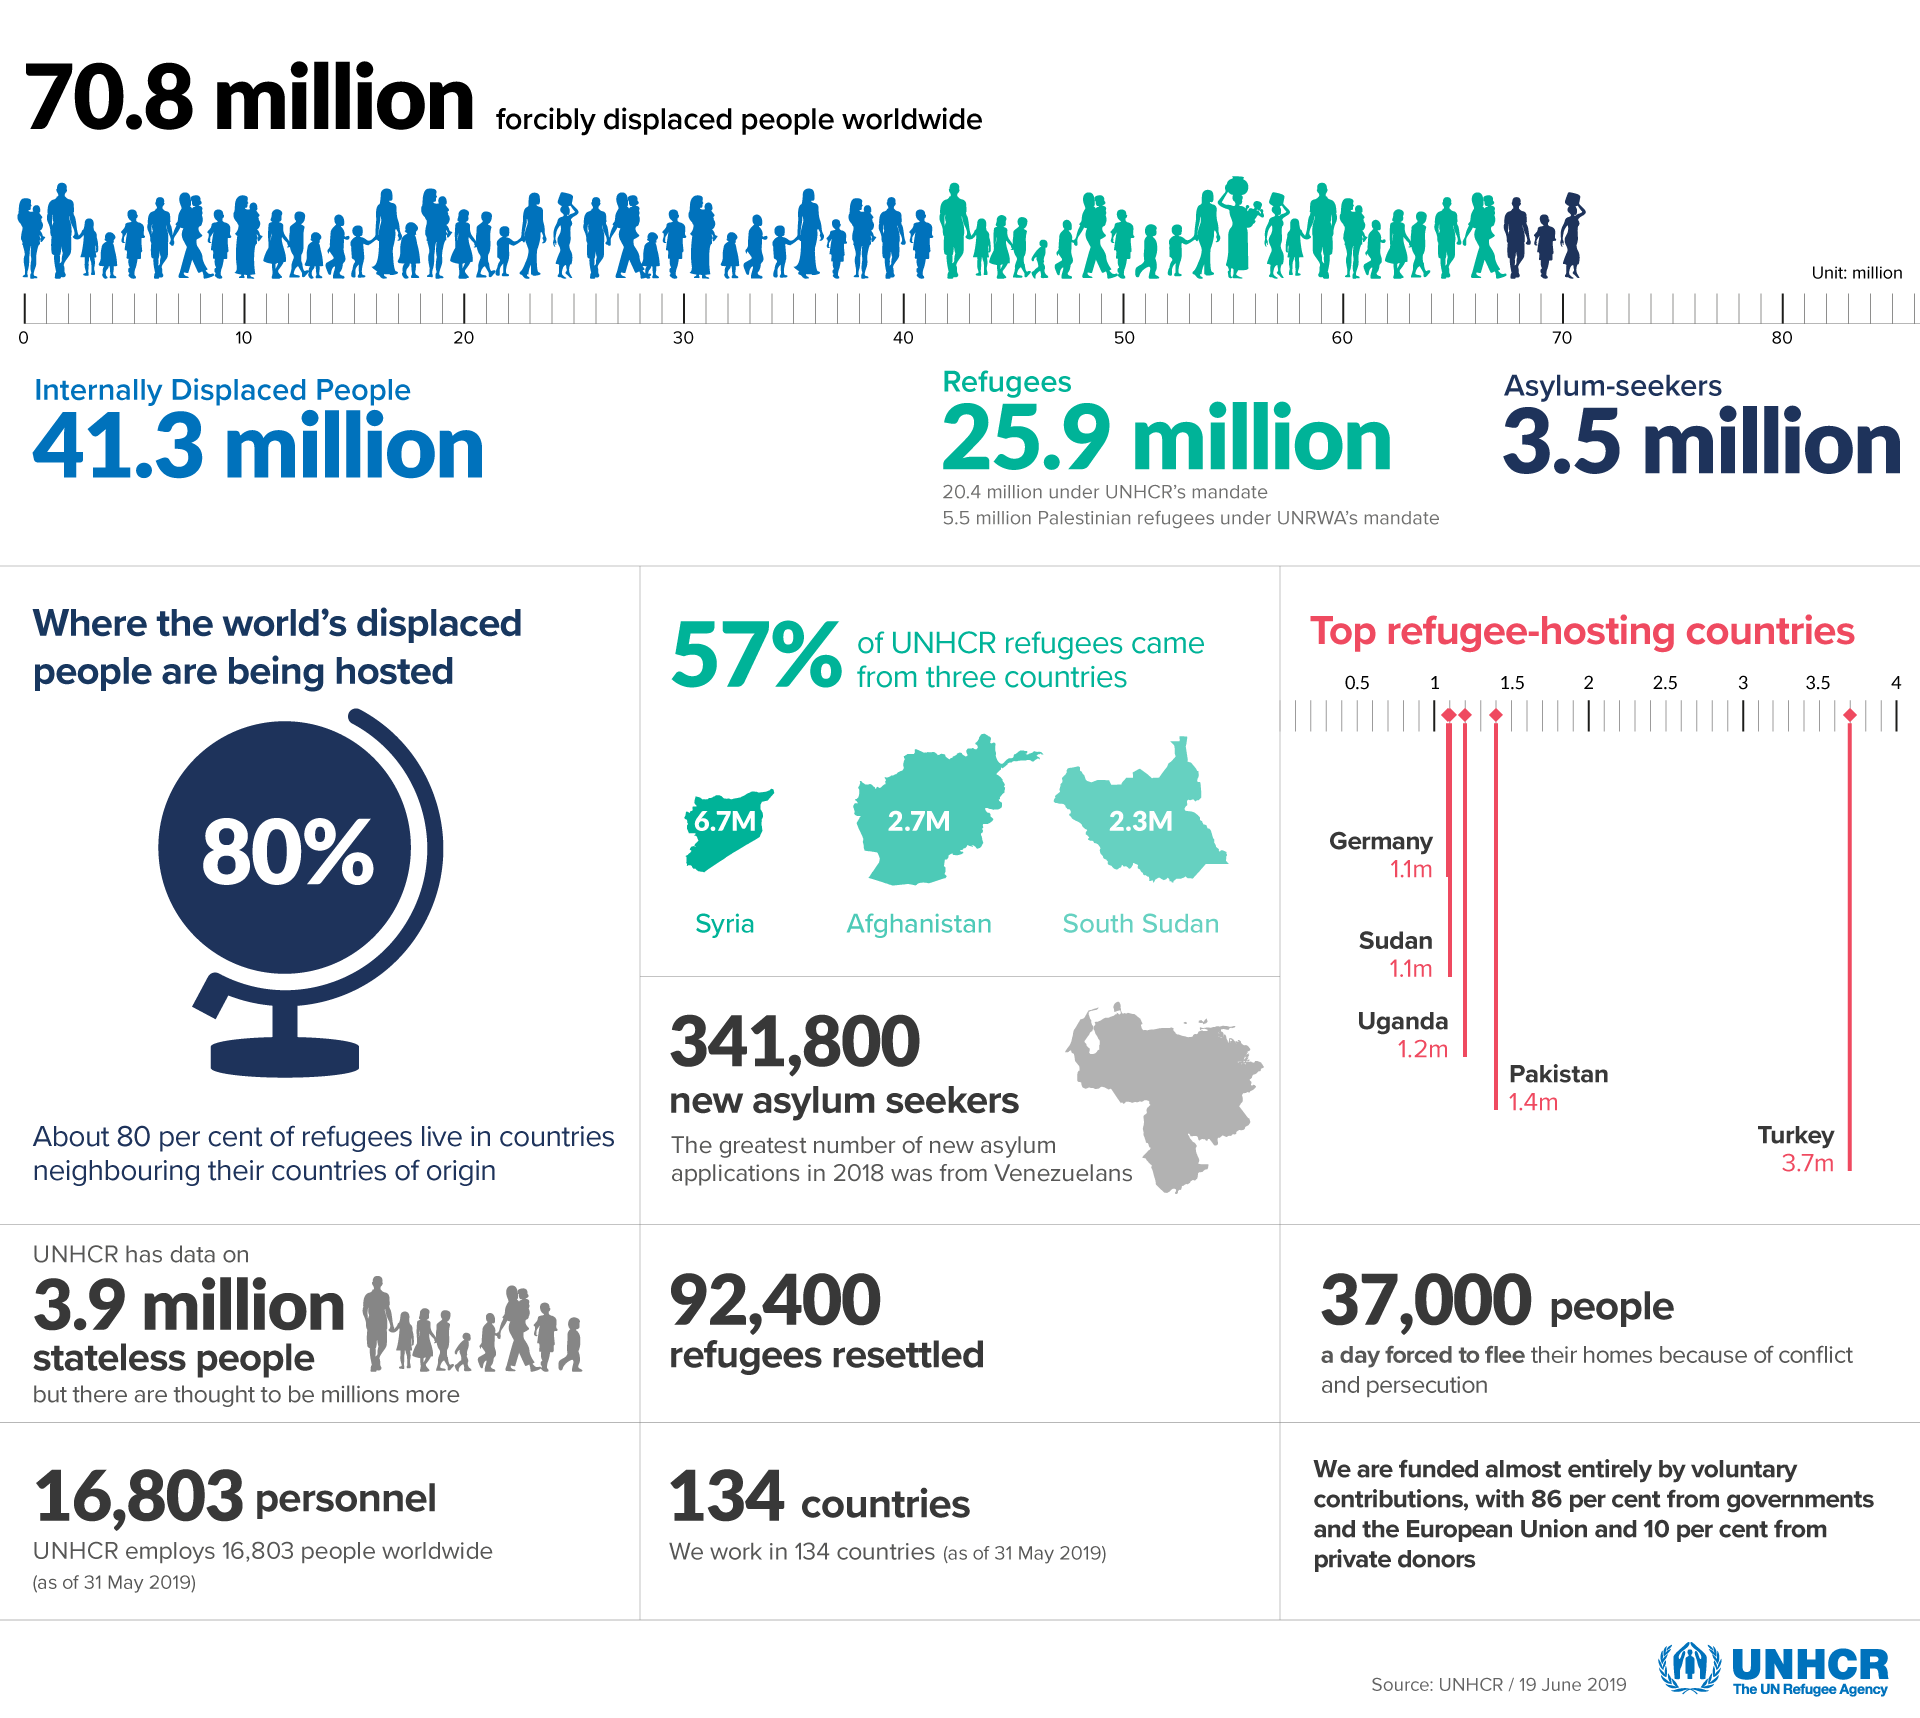 70.8 million forcibly displaced people worldwide
Unit: million
0 10 20 30 40 50 60 70 80
Internally Displaced People
41.3 million
Refugees
25.9 million
20.4 million under UNHCR’s mandate
5.5 million Palestinian refugees under UNRWA’s mandate
Asylum-seekers
3.5 million
Where the world’s displaced
people are being hosted
80%
About 80 per cent of refugees live in countries
neighbouring their countries of origin
57% of UNHCR refugees came
from three countries
6.7M 2.7M 2.3M
Syria Afghanistan South Sudan
341,800
new asylum seekers
The greatest number of new asylum
applications in 2018 was from Venezuelans
Top refugee-hosting countries
0.5 1 1.5 2 2.5 3 3.5 4
Germany
1.1m
Sudan
1.1m
Uganda
1.2m
Pakistan
1.4m
Turkey
3.7m
UNHCR has data on
3.9 million
stateless people
but there are thought to be millions more
92,400
refugees resettled
37,000 people
a day forced to flee their homes because of conflict
and persecution
16,803 personnel
UNHCR employs 16,803 people worldwide
(as of 31 May 2019)
134 countries
We work in 134 countries (as of 31 May 2019)
We are funded almost entirely by voluntary
contributions, with 86 per cent from governments
and the European Union and 10 per cent from
private donors
Source: UNHCR / 19 June 2019
UNHCR
The UN Refugee Agency